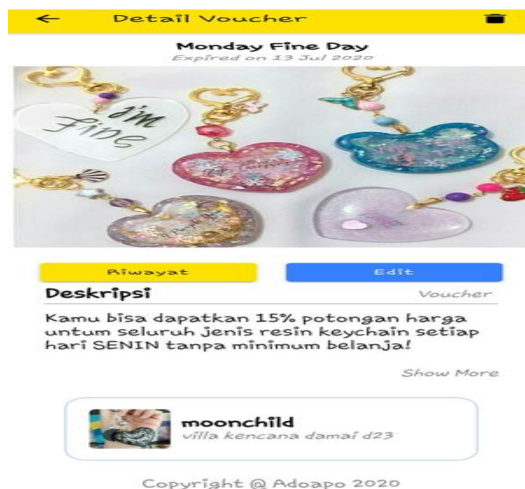 Detail Voucher
Monday Fine Day
Expired on 13 Jul 2020
i'm
fine
Riwayat
Edit
Deskripsi
Voucher
Kamu bisa dapatkan 15% potongan harga
untum seluruh jenis resin keychain setiap
hari SENIN tanpa minimum belanja!
Show More
moonchild
villa kencana damai d23
Copyright @ Adoapo 2020